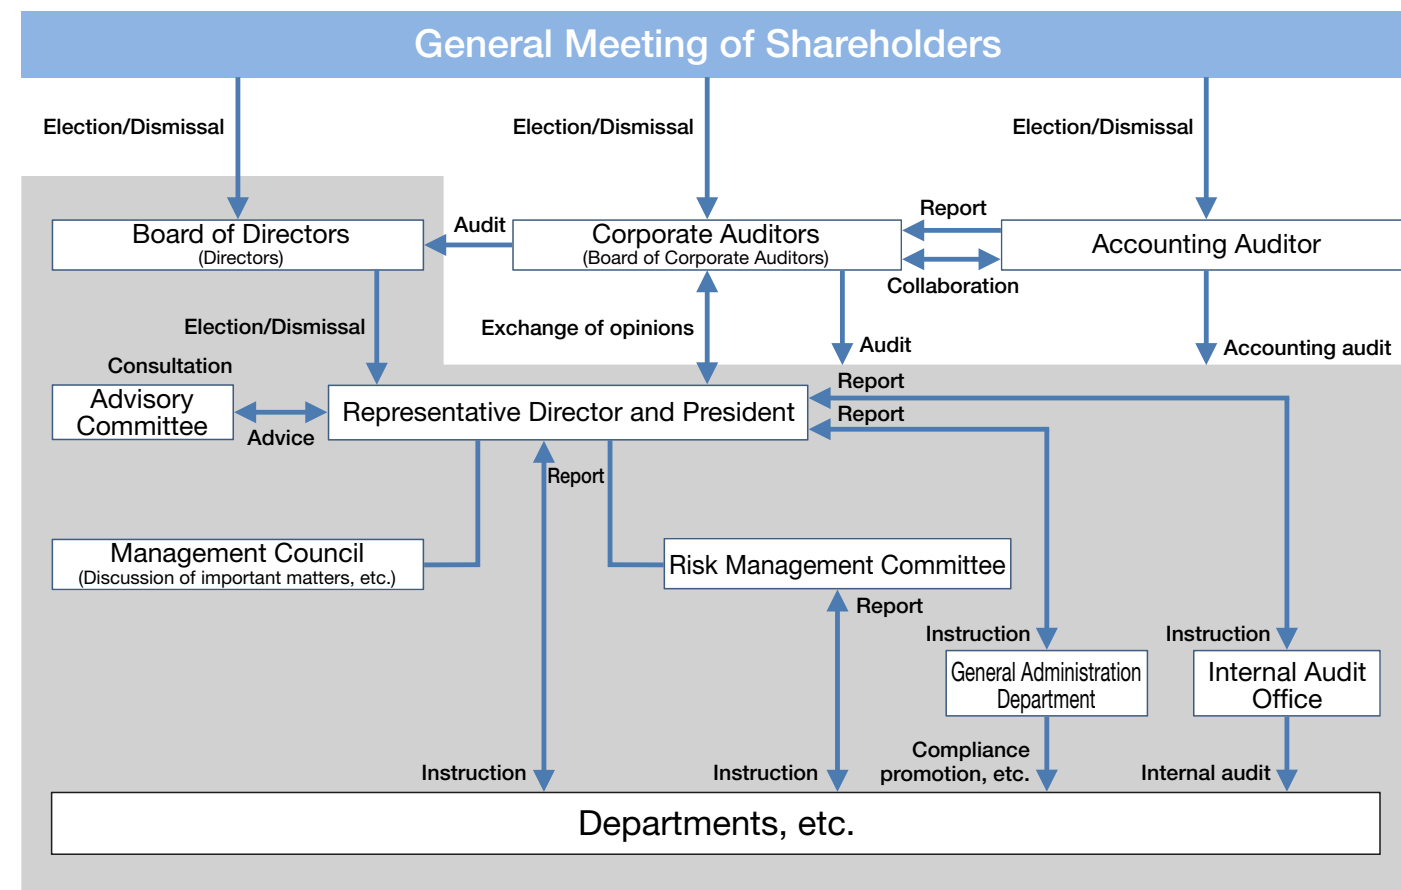 General Meeting of Shareholders
Election/Dismissal
Election/Dismissal
Election/Dismissal
Board of Directors
(Directors)
Audit
Corporate Auditors
(Board of Corporate Auditors)
Report
Collaboration
Accounting Auditor
Election/Dismissal
Exchange of opinions
Audit
Accounting audit
Consultation
Advisory
Committee
Advice
Representative Director and President
Report
Report
Report
Management Council
(Discussion of important matters, etc.)
Risk Management Committee
Report
Instruction
Instruction
General Administration
Department
Internal Audit
Office
Instruction
Instruction
Compliance
promotion, etc.
Internal audit
Departments, etc.